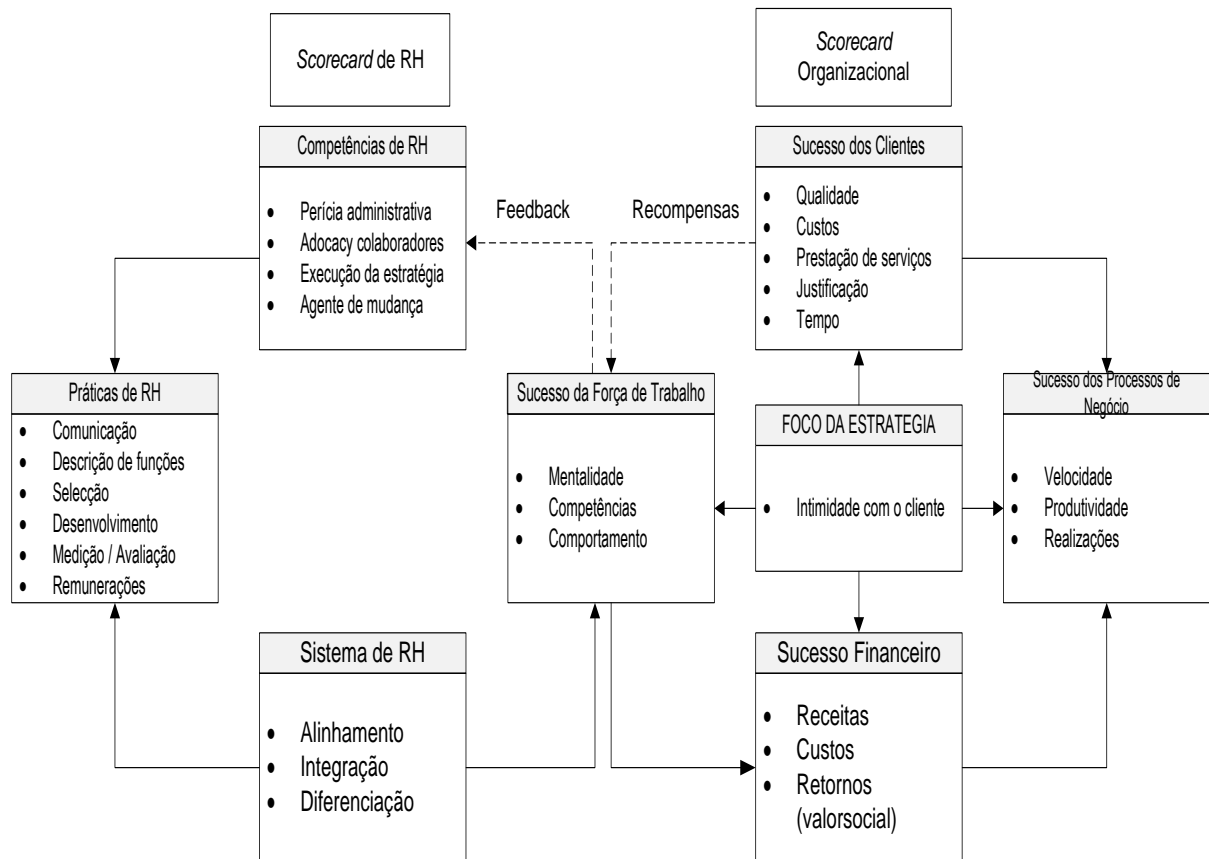 Scorecard de RH
Scorecard
Organizacional
Competências de RH
• Perícia administrativa
• Adocacy colaboradores
• Execução da estratégia
• Agente de mudança
Feedback
Recompensas
Sucesso dos Clientes
• Qualidade
• Custos
• Prestação de serviços
• Justificação
• Tempo
Práticas de RH
• Comunicação
• Descrição de funções
• Selecção
• Desenvolvimento
• Medição / Avaliação
• Remunerações
Sucesso da Força de Trabalho
• Mentalidade
• Competências
• Comportamento
FOCO DA ESTRATEGIA
• Intimidade com o cliente
Sucesso dos Processos de
Negócio
• Velocidade
• Produtividade
• Realizações
Sistema de RH
• Alinhamento
• Integração
• Diferenciação
Sucesso Financeiro
• Receitas
• Custos
• Retornos
(valorsocial)